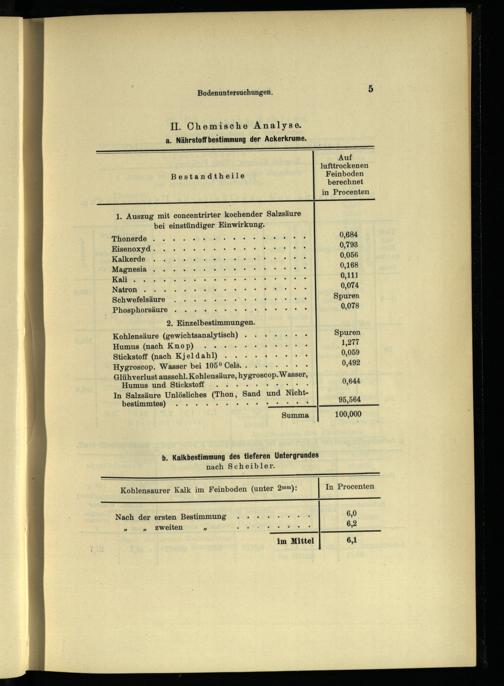 Bodenuntersuchungen. 5
II. Chemische Analyse.
a. Nährstoffbestimmung der Ackerkrume.
Bestandtheile
Auf
lufttrockenen
Feinboden
berechnet
in Procenten
1. Auszug mit concentrirter kochender Salzsäure
bei einstündiger Einwirkung.
Thonerde . . . . . . . . . . . . . . . . 0,684
Eisenoxyd . . . . . . . . . . . . . . . . 0,793
Kalkerde . . . . . . . . . . . . . . . . 0,056
Magnesia . . . . . . . . . . . . . . . . 0,168
Kali . . . . . . . . . . . . . . . . . . 0,111
Natron . . . . . . . . . . . . . . . . . 0,074
Schwefelsäure . . . . . . . . . . . . . . Spuren
Phosphorsäure . . . . . . . . . . . . . . 0,078
2. Einzelbestimmungen.
Kohlensäure (gewichtsanalytisch) . . . . . . . Spuren
Humus (nach Knop) . . . . . . . . . . . 1,277
Stickstoff (nach Kjeldahl) . . . . . . . . . 0,059
Hygroscop. Wasser bei 105° Cels. . . . . . . . 0,492
Glühverlust ausschl. Kohlensäure, hygroscop. Wasser,
Humus und Stickstoff . . . . . . . . . . 0,644
In Salzsäure Unlösliches (Thon, Sand und Nicht-
bestimmtes) . . . . . . . . . . . . . . 95,564
Summa 100,000
b. Kalkbestimmung des tieferen Untergrundes
nach Scheibler.
Kohlensaurer Kalk im Feinboden (unter 2mm): In Procenten
Nach der ersten Bestimmung . . . . . . . . 6,0
„ „ zweiten „ . . . . . . . . 6,2
im Mittel 6,1